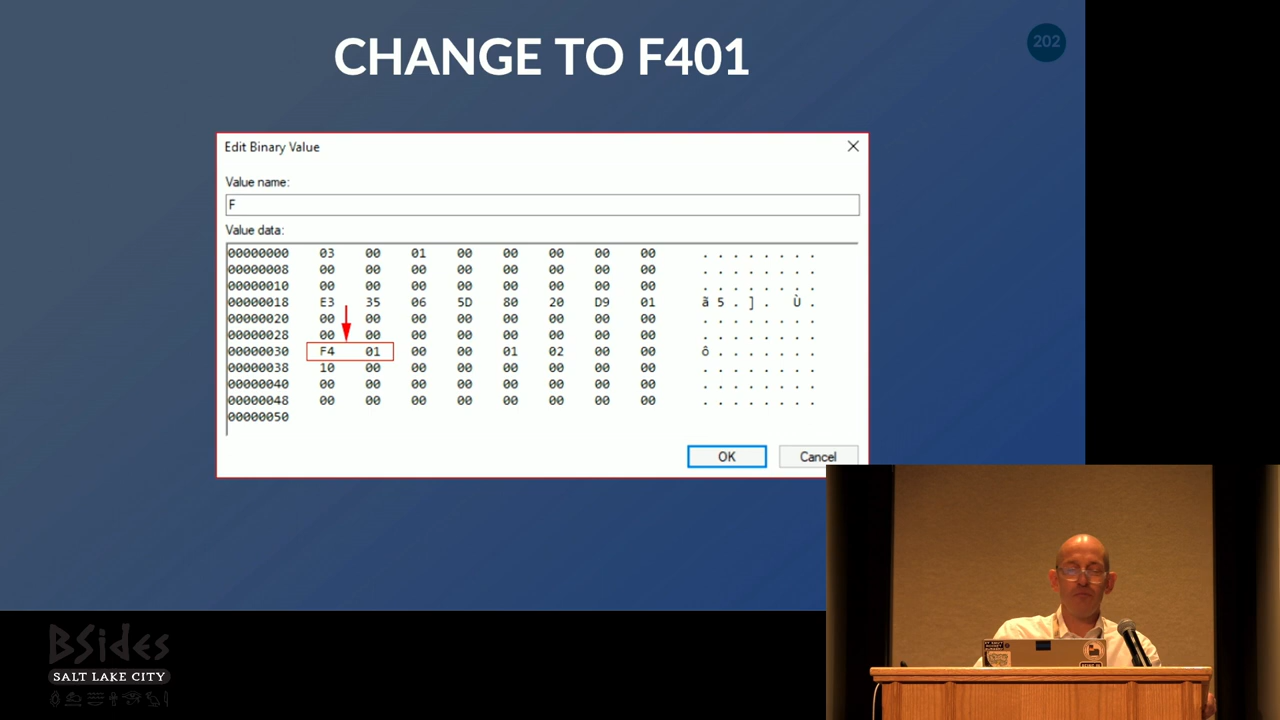 CHANGE TO F401
202
Edit Binary Value
Value name:
F
Value data:
00000000 03 00 01 00 00 00 00 00 . . . . . . . .
00000008 00 00 00 00 00 00 00 00 . . . . . . . .
00000010 00 00 00 00 00 00 00 00 . . . . . . . .
00000018 E3 35 06 5D 80 20 D9 01 ã 5 . ] . Ù .
00000020 00 00 00 00 00 00 00 00 . . . . . . . .
00000028 00 00 00 00 00 00 00 00 . . . . . . . .
00000030 F4 01 00 00 01 02 00 00 ô . . . . . . .
00000038 10 00 00 00 00 00 00 00 . . . . . . . .
00000040 00 00 00 00 00 00 00 00 . . . . . . . .
00000048 00 00 00 00 00 00 00 00 . . . . . . . .
00000050
OK Cancel
BSides
SALT LAKE CITY